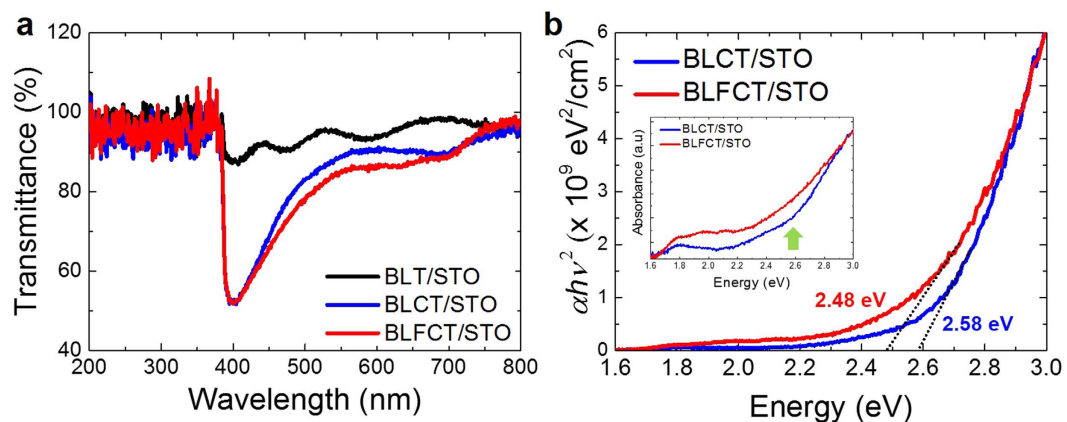 a
120
100
80
60
40
Transmittance (%)
BLT/STO
BLCT/STO
BLFCT/STO
200 300 400 500 600 700 800
Wavelength (nm)
b
6
5
4
3
2
1
0
αhν² (x 10⁹ eV²/cm²)
BLCT/STO
BLFCT/STO
Absorbance (a.u)
BLCT/STO
BLFCT/STO
1.6 1.8 2.0 2.2 2.4 2.6 2.8 3.0
Energy (eV)
2.48 eV
2.58 eV
1.6 1.8 2.0 2.2 2.4 2.6 2.8 3.0
Energy (eV)